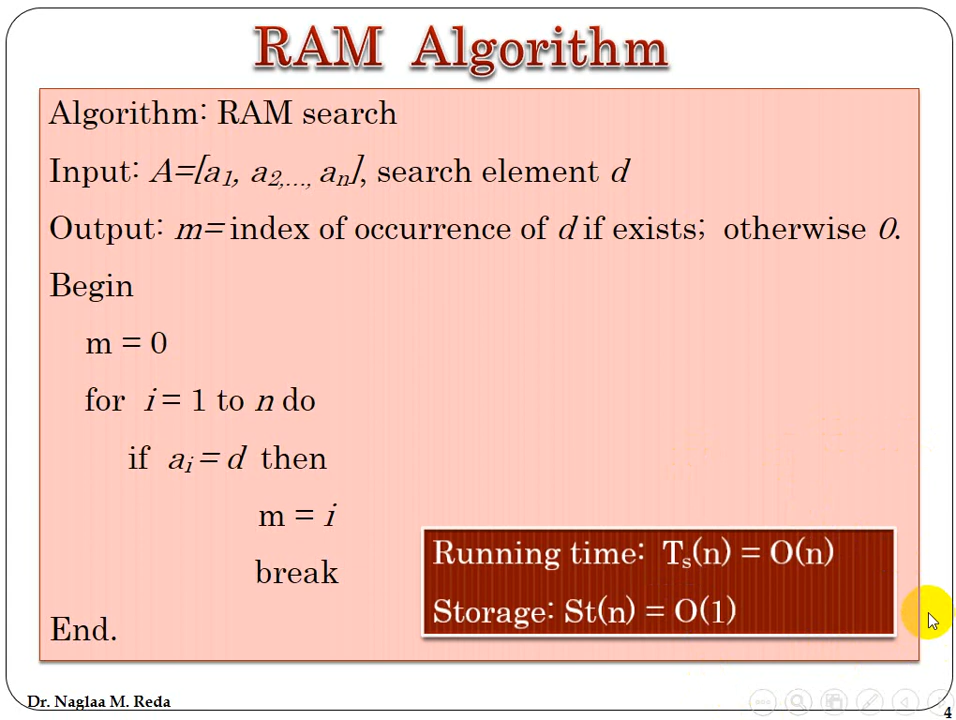 RAM Algorithm
Algorithm: RAM search
Input: A=[a1, a2,..., an], search element d
Output: m= index of occurrence of d if exists; otherwise 0.
Begin
m = 0
for i = 1 to n do
if ai = d then
m = i
break
End.
Running time: Ts(n) = O(n)
Storage: St(n) = O(1)
Dr. Naglaa M. Reda
4